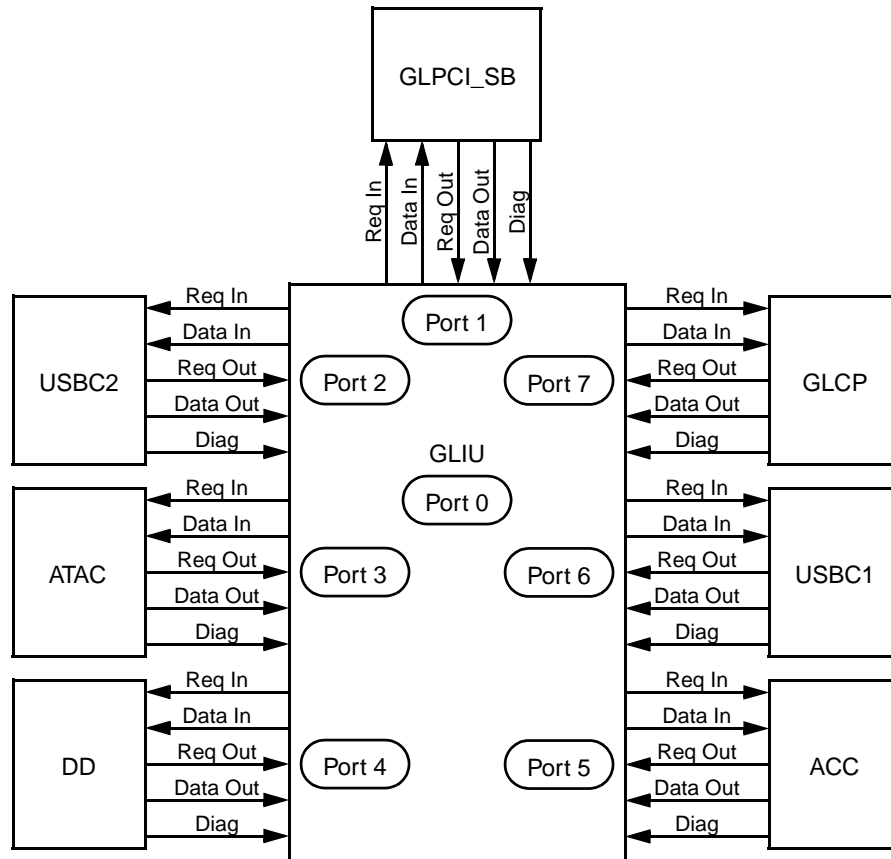 GLPCI_SB
Req In
Data In
Req Out
Data Out
Diag
Req In
Data In
Req Out
Data Out
Diag
USBC2
Port 1
Port 2
Port 7
GLIU
Port 0
Req In
Data In
Req Out
Data Out
Diag
GLCP
Req In
Data In
Req Out
Data Out
Diag
ATAC
Port 3
Port 6
Req In
Data In
Req Out
Data Out
Diag
USBC1
Req In
Data In
Req Out
Data Out
Diag
DD
Port 4
Port 5
Req In
Data In
Req Out
Data Out
Diag
ACC